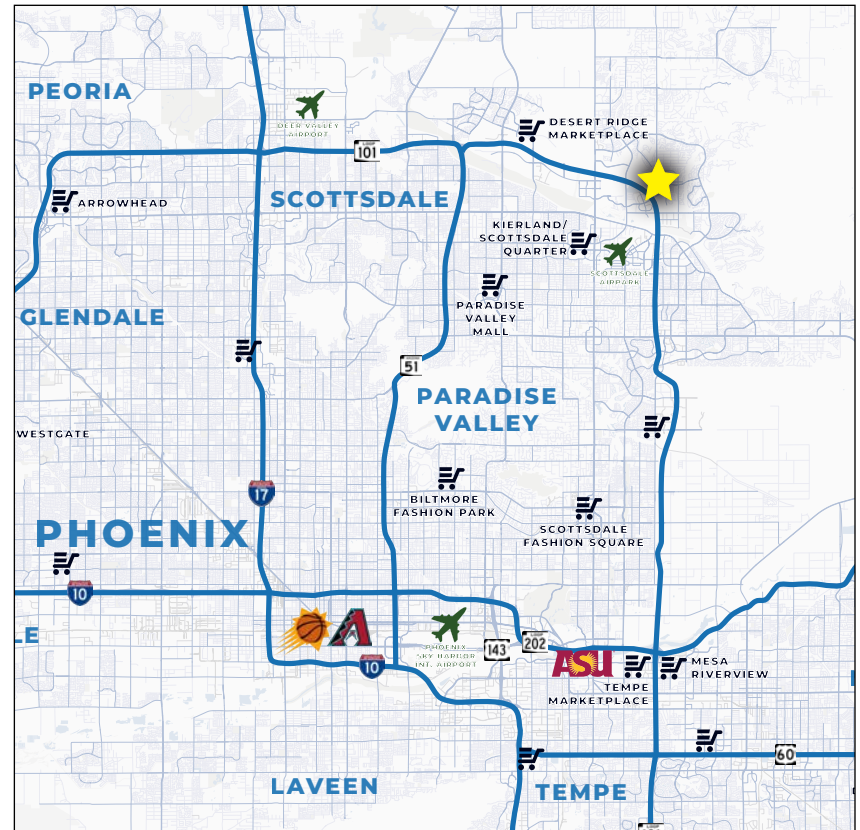 PEORIA
DEER VALLEY
AIRPORT
DESERT RIDGE
MARKETPLACE
LOOP
101
ARROWHEAD
SCOTTSDALE
KIERLAND/
SCOTTSDALE
QUARTER
SCOTTSDALE
AIRPARK
PARADISE
VALLEY
MALL
GLENDALE
51
PARADISE
VALLEY
WESTGATE
17
BILTMORE
FASHION PARK
SCOTTSDALE
FASHION SQUARE
PHOENIX
10
LE
A
PHOENIX
SKY HARBOR
INT. AIRPORT
143
LOOP
202
10
ASU
MESA
RIVERVIEW
TEMPE
MARKETPLACE
60
LAVEEN
TEMPE